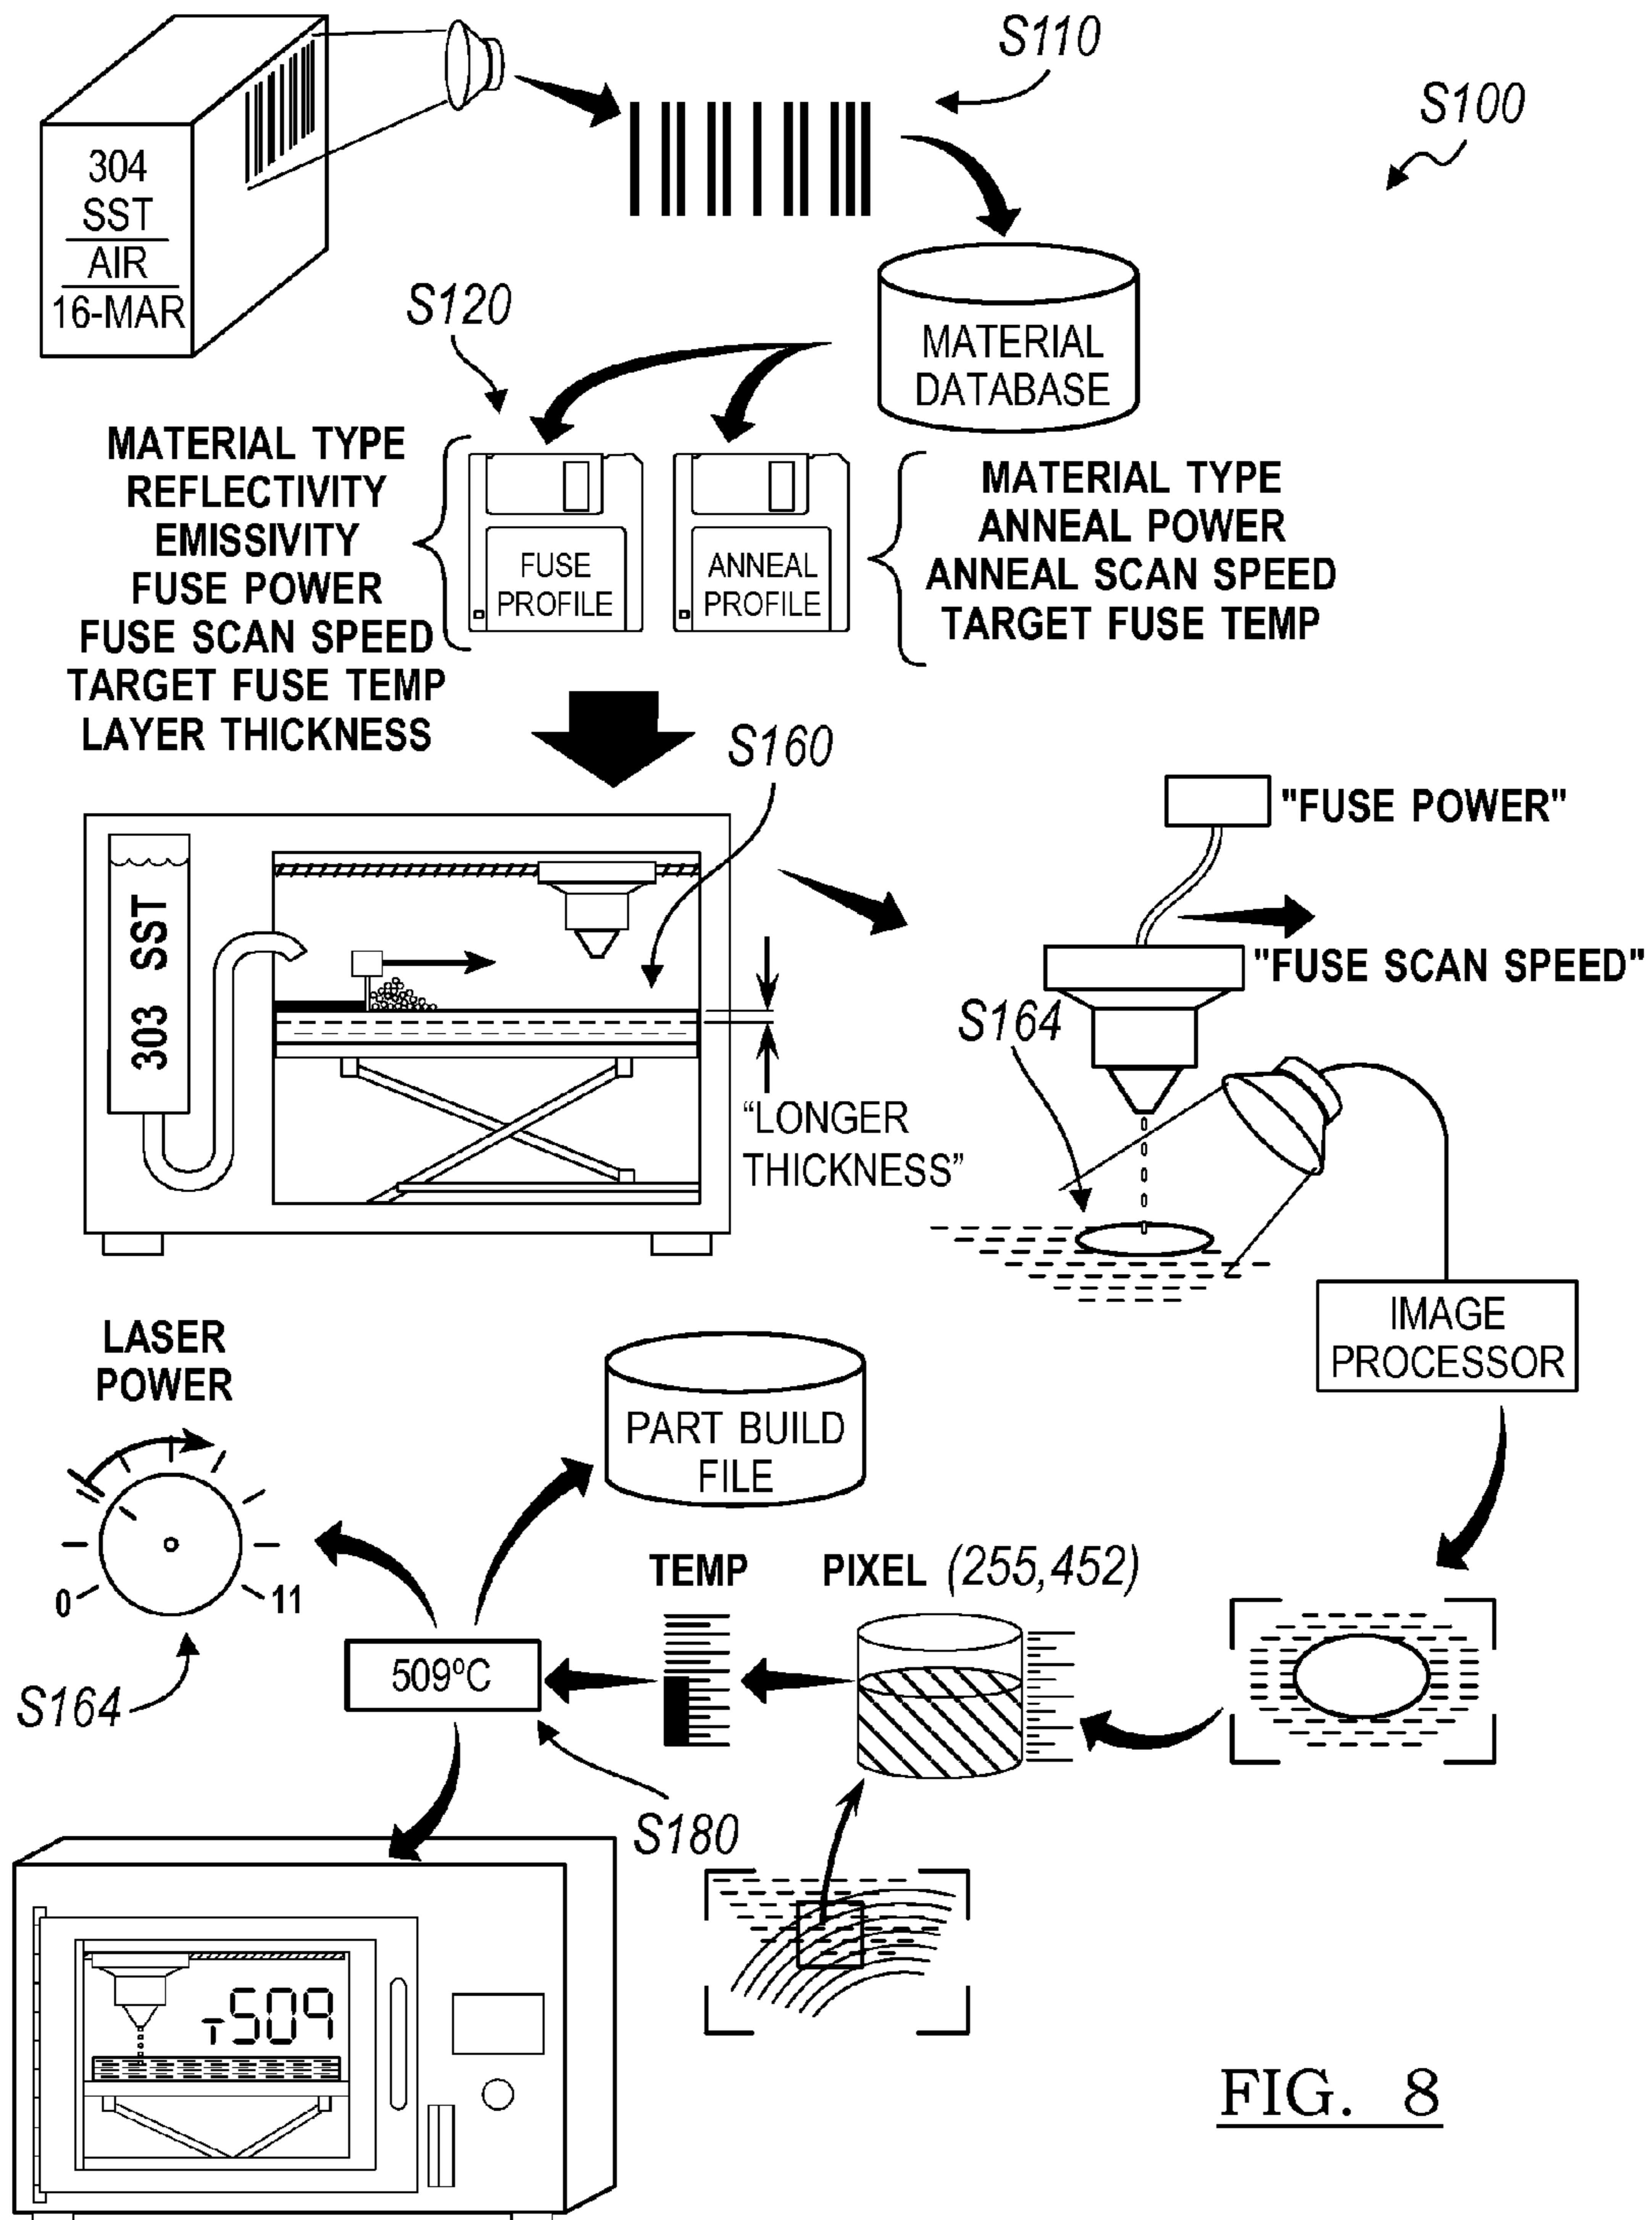 S110
S100
304
SST
AIR
16-MAR
S120
MATERIAL
DATABASE
MATERIAL TYPE
REFLECTIVITY
EMISSIVITY
FUSE POWER
FUSE SCAN SPEED
TARGET FUSE TEMP
LAYER THICKNESS
FUSE
PROFILE
ANNEAL
PROFILE
MATERIAL TYPE
ANNEAL POWER
ANNEAL SCAN SPEED
TARGET FUSE TEMP
S160
303 SST
“LONGER
THICKNESS”
"FUSE POWER"
"FUSE SCAN SPEED"
S164
IMAGE
PROCESSOR
LASER
POWER
0
11
S164
PART BUILD
FILE
TEMP
PIXEL (255,452)
509ºC
S180
T509
FIG. 8